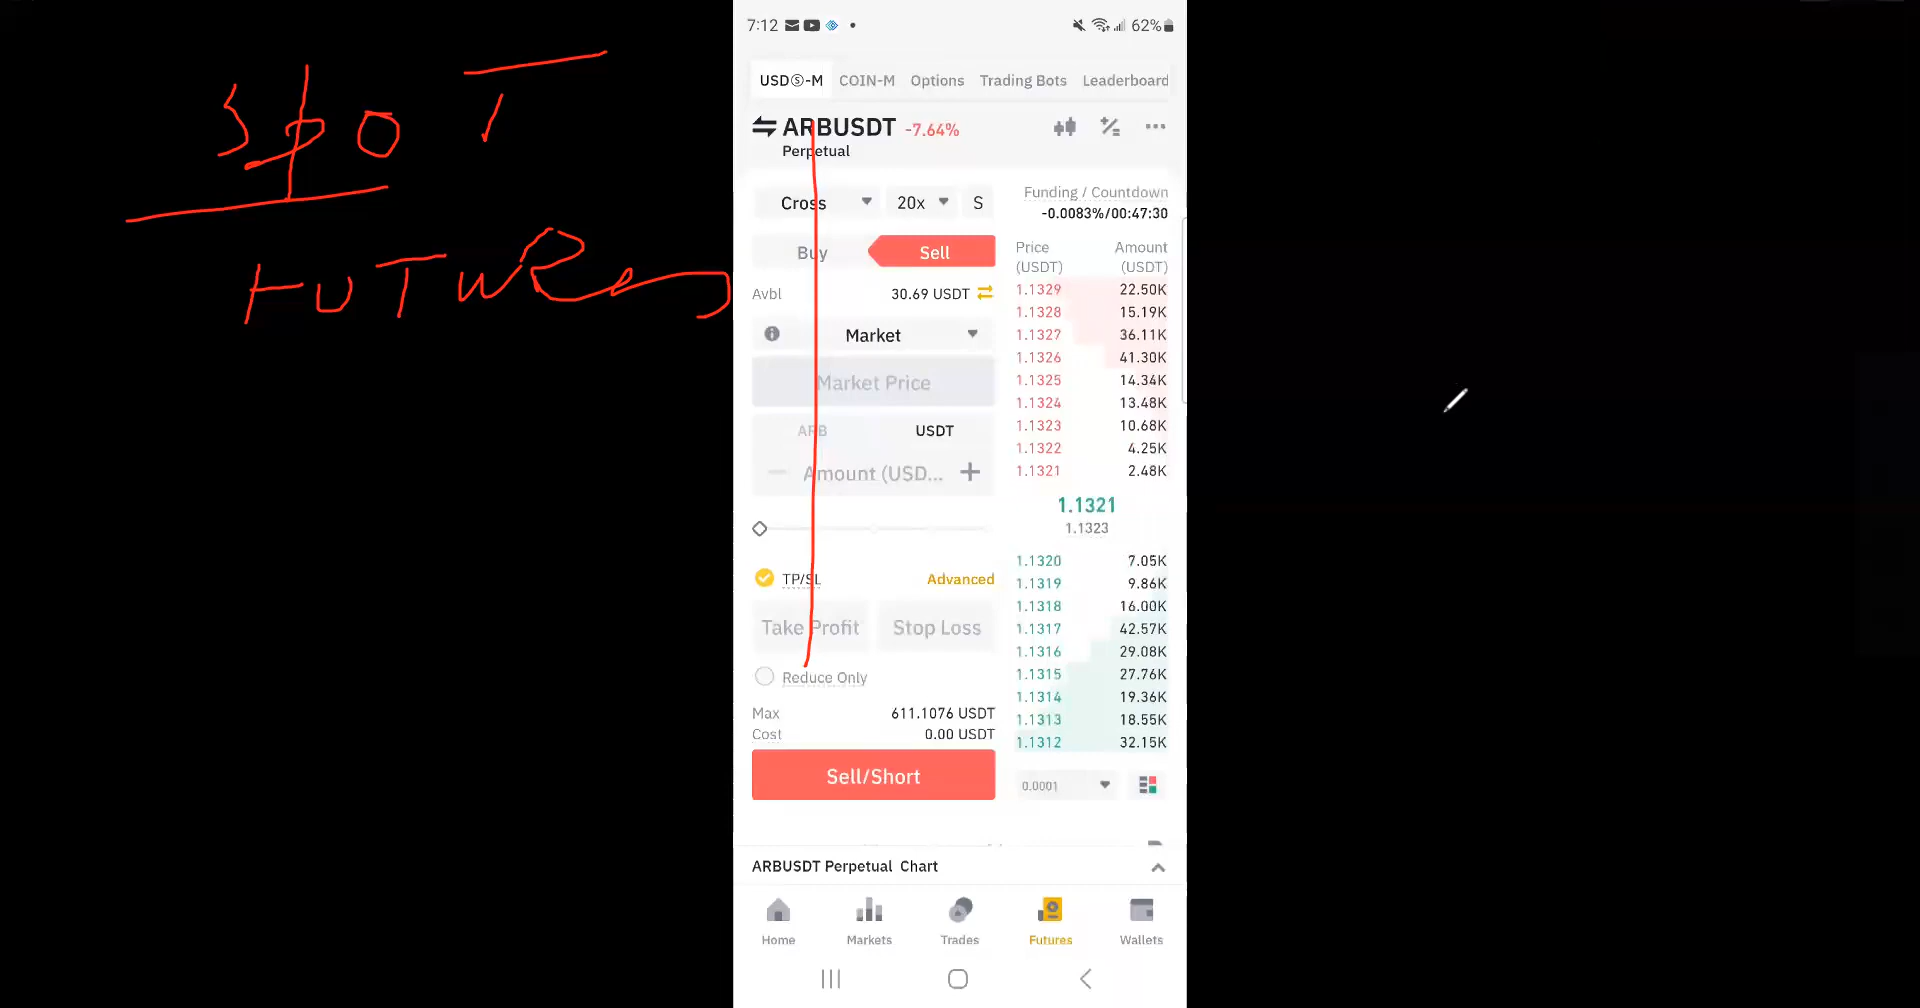 SPOT
FUTURes
7:12 62%
USDⓈ-M COIN-M Options Trading Bots Leaderboard
ARBUSDT -7.64%
Perpetual
Cross 20x S
Funding / Countdown
-0.0083%/00:47:30
Buy Sell
Price (USDT) Amount (USDT)
Avbl 30.69 USDT
Market
Market Price
ARB USDT
Amount (USD...
TP/SL Advanced
Take Profit Stop Loss
Reduce Only
Max 611.1076 USDT
Cost 0.00 USDT
Sell/Short
1.1329 22.50K
1.1328 15.19K
1.1327 36.11K
1.1326 41.30K
1.1325 14.34K
1.1324 13.48K
1.1323 10.68K
1.1322 4.25K
1.1321 2.48K
1.1321
1.1323
1.1320 7.05K
1.1319 9.86K
1.1318 16.00K
1.1317 42.57K
1.1316 29.08K
1.1315 27.76K
1.1314 19.36K
1.1313 18.55K
1.1312 32.15K
0.0001
ARBUSDT Perpetual Chart
Home Markets Trades Futures Wallets